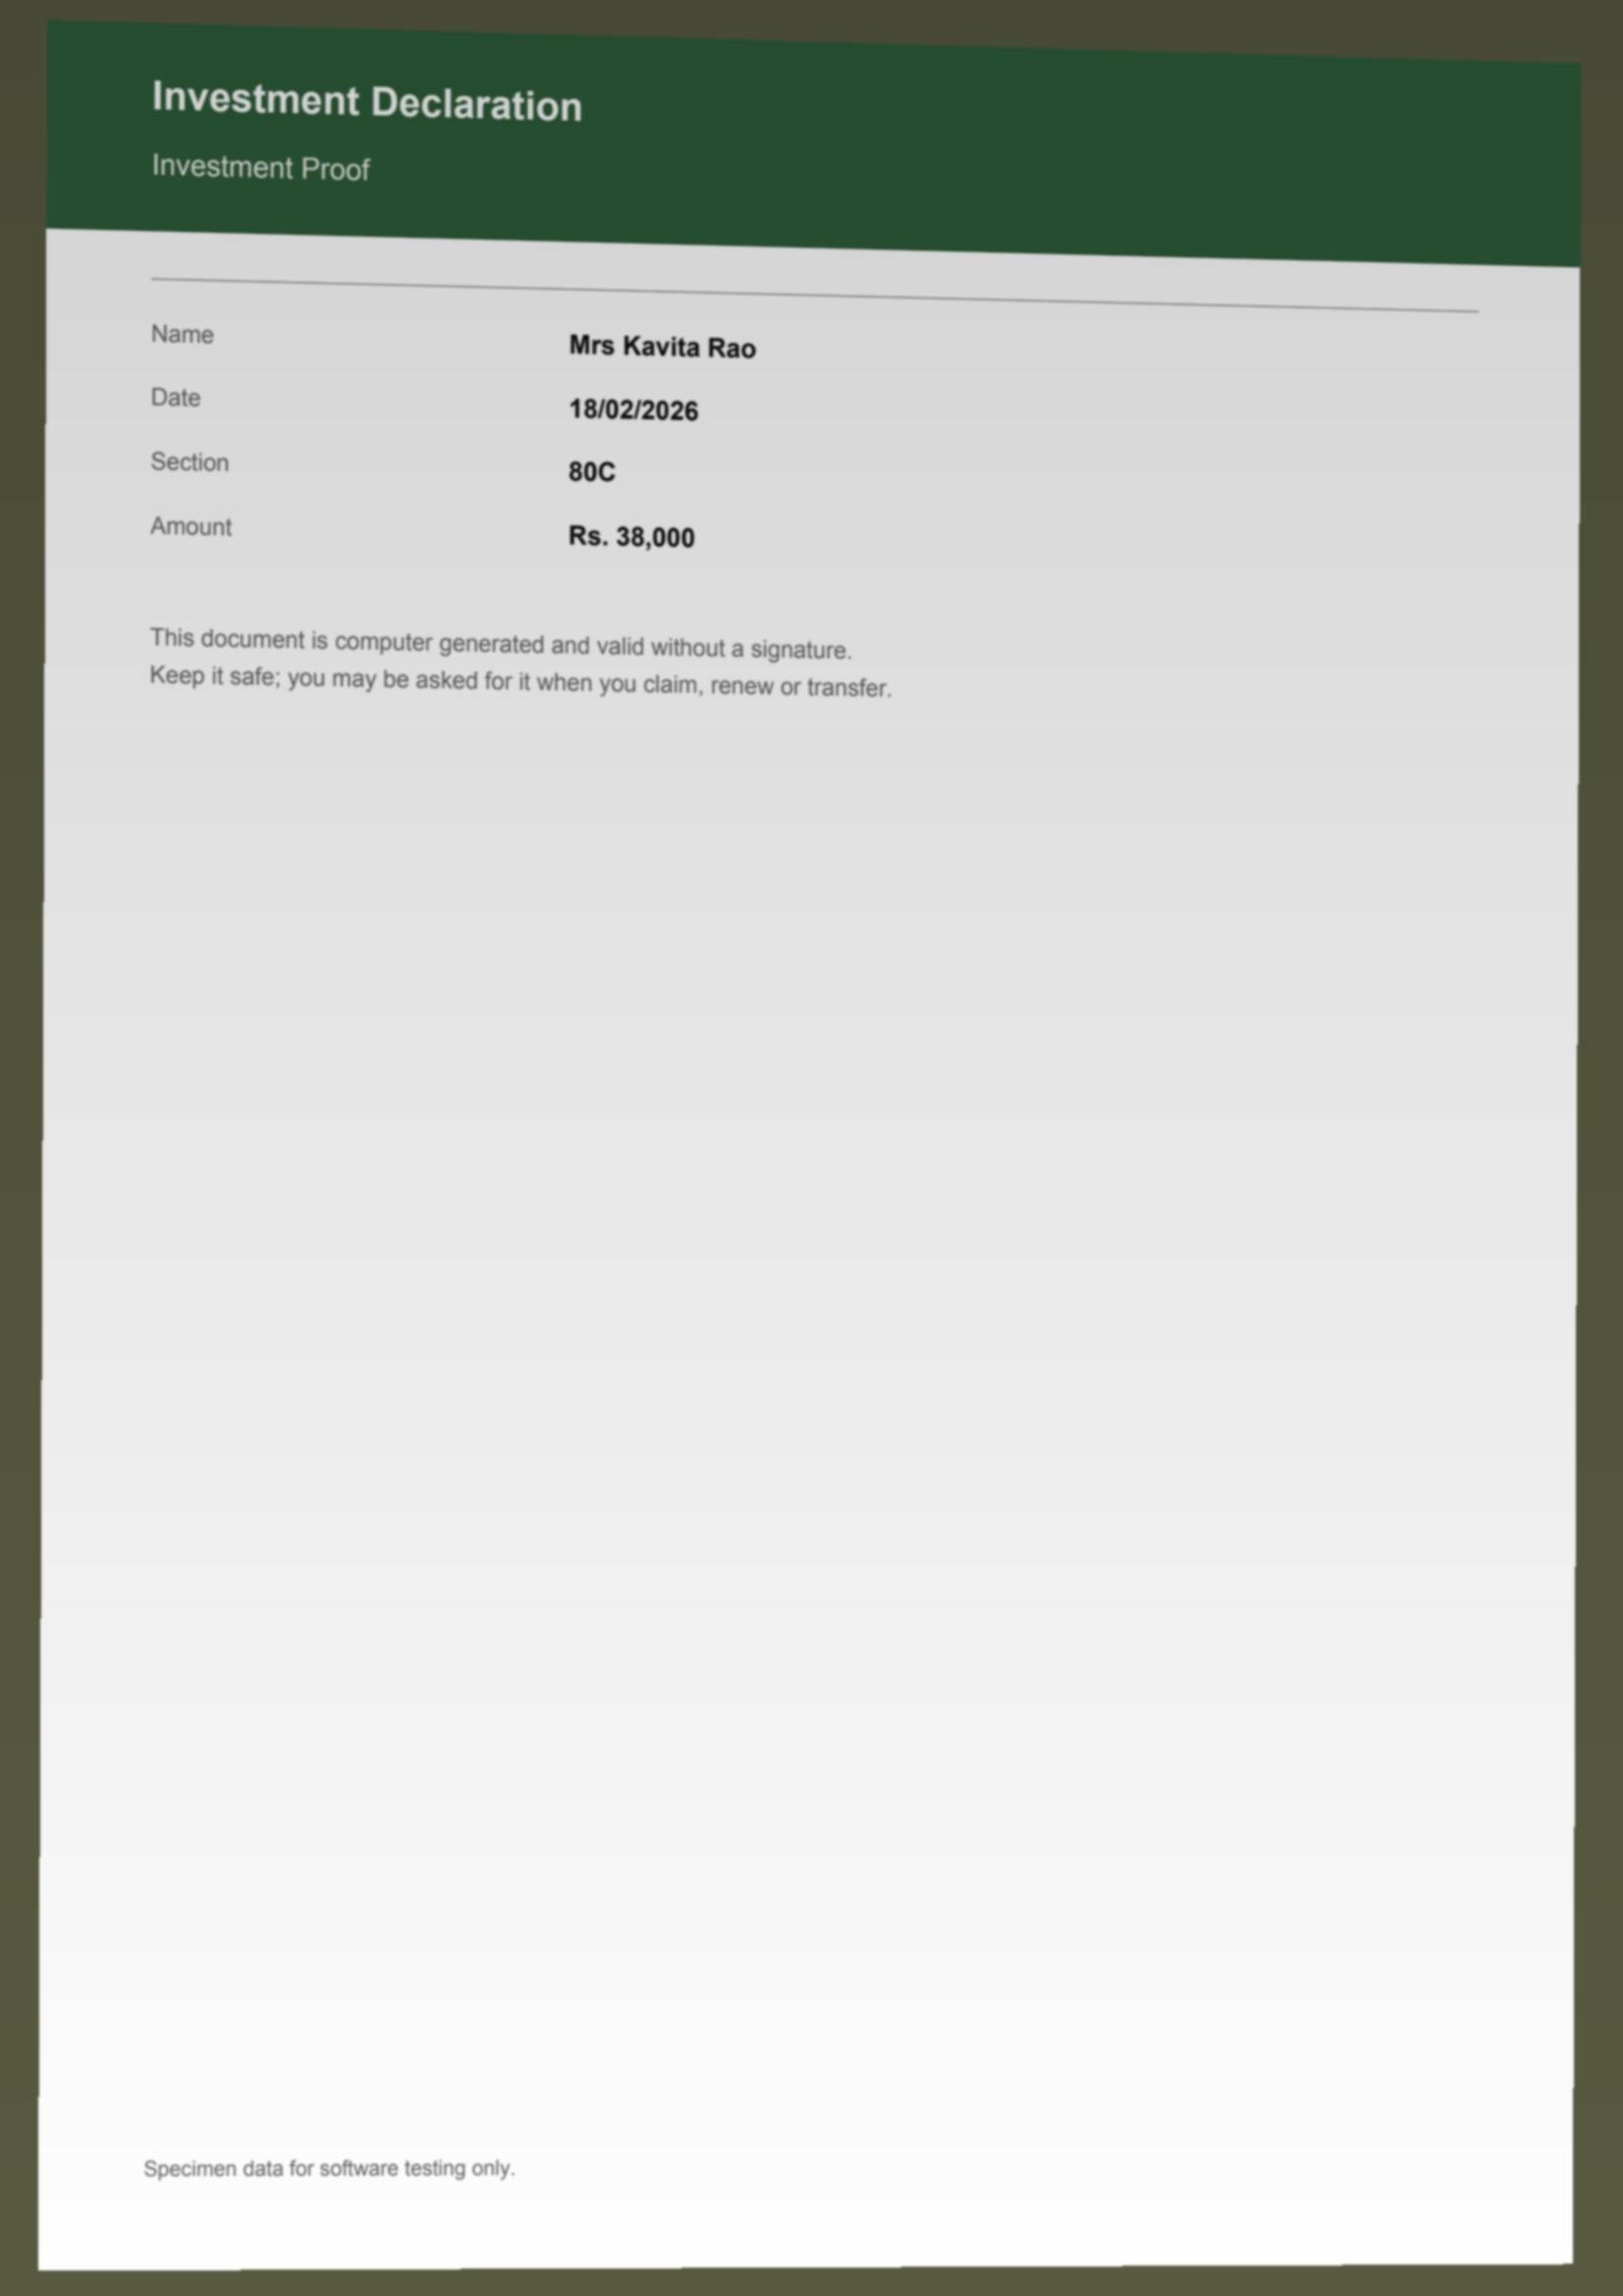 Investment Declaration
Investment Proof
Name Mrs Kavita Rao
Date 18/02/2026
Section 80C
Amount Rs. 38,000
This document is computer generated and valid without a signature.
Keep it safe; you may be asked for it when you claim, renew or transfer.
Specimen data for software testing only.